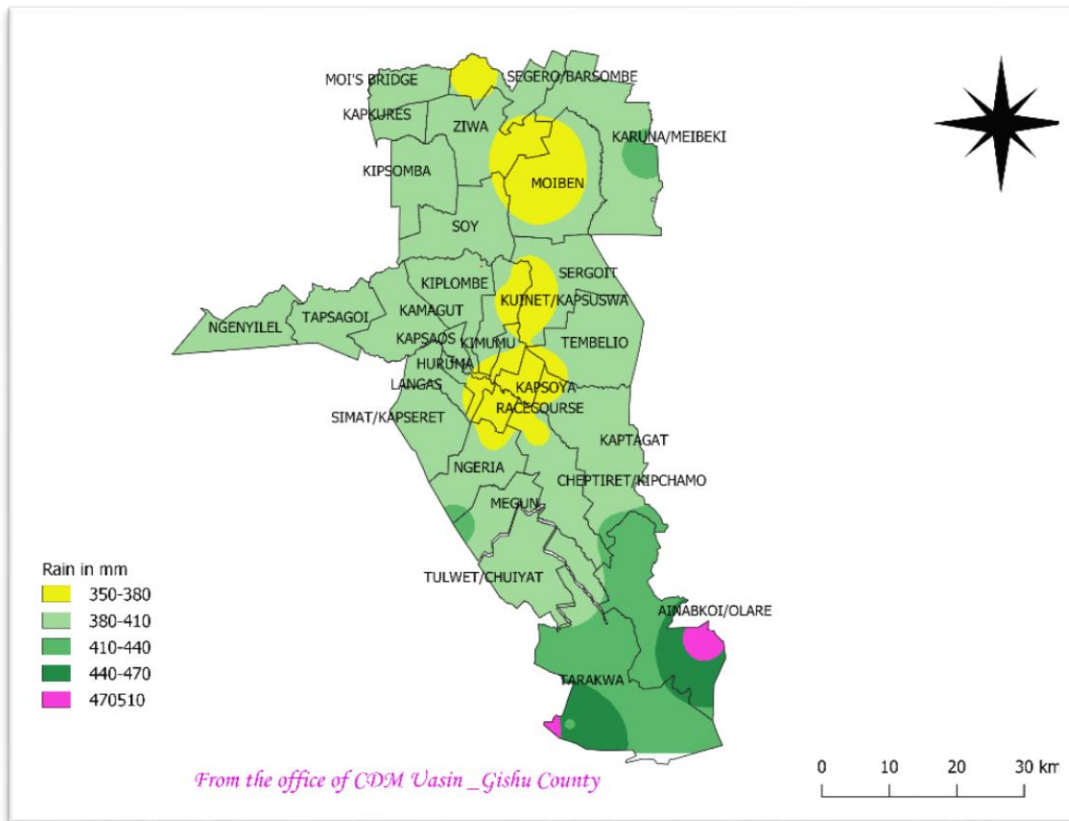 MOI'S BRIDGE
SEGERO/BARSOMBE
KAPKURES
ZIWA
KARUNA/MEIBEKI
KIPSOMBA
MOIBEN
SOY
SERGOIT
KIPLOMBE
KUINET/KAPSUSWA
KAMAGUT
TAPSAGOI
NGENYILEL
KAPSAOS
KIMUMU
TEMBELIO
HURUMA
LANGAS
KAPSOYA
RACECOURSE
SIMAT/KAPSERET
KAPTAGAT
NGERIA
CHEPTIRET/KIPCHAMO
MEGUN
TULWET/CHUIYAT
AINABKOI/OLARE
TARAKWA
Rain in mm
350-380
380-410
410-440
440-470
470510
From the office of CDM Uasin_Gishu County
0 10 20 30 km